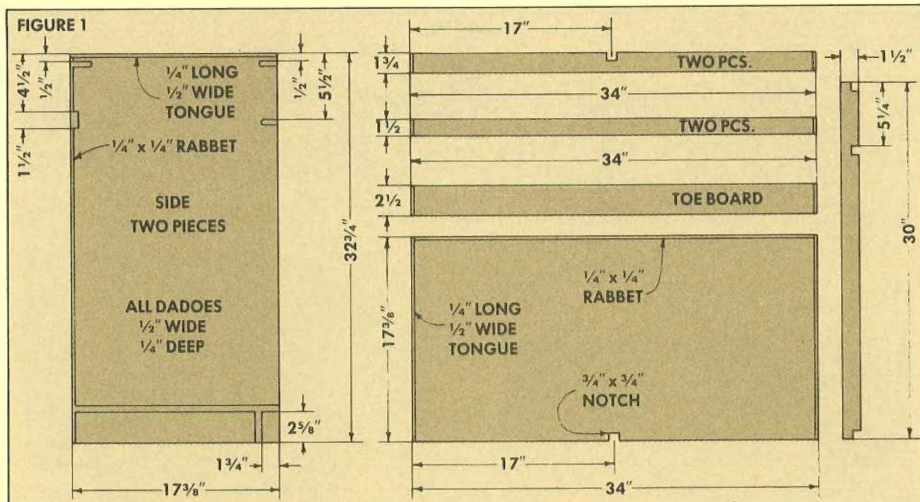 FIGURE 1
4½"
½"
1½"
¼" LONG
½" WIDE
TONGUE
½"
5½"
¼" x ¼" RABBET
SIDE
TWO PIECES
ALL DADOES
½" WIDE
¼" DEEP
32¾"
2⅝"
1¾"
17⅜"
17"
1¾
TWO PCS.
34"
1½
TWO PCS.
34"
2½
TOE BOARD
¼" x ¼"
RABBET
17⅜"
¼" LONG
½" WIDE
TONGUE
¾" x ¾"
NOTCH
17"
34"
1½"
5¼"
30"